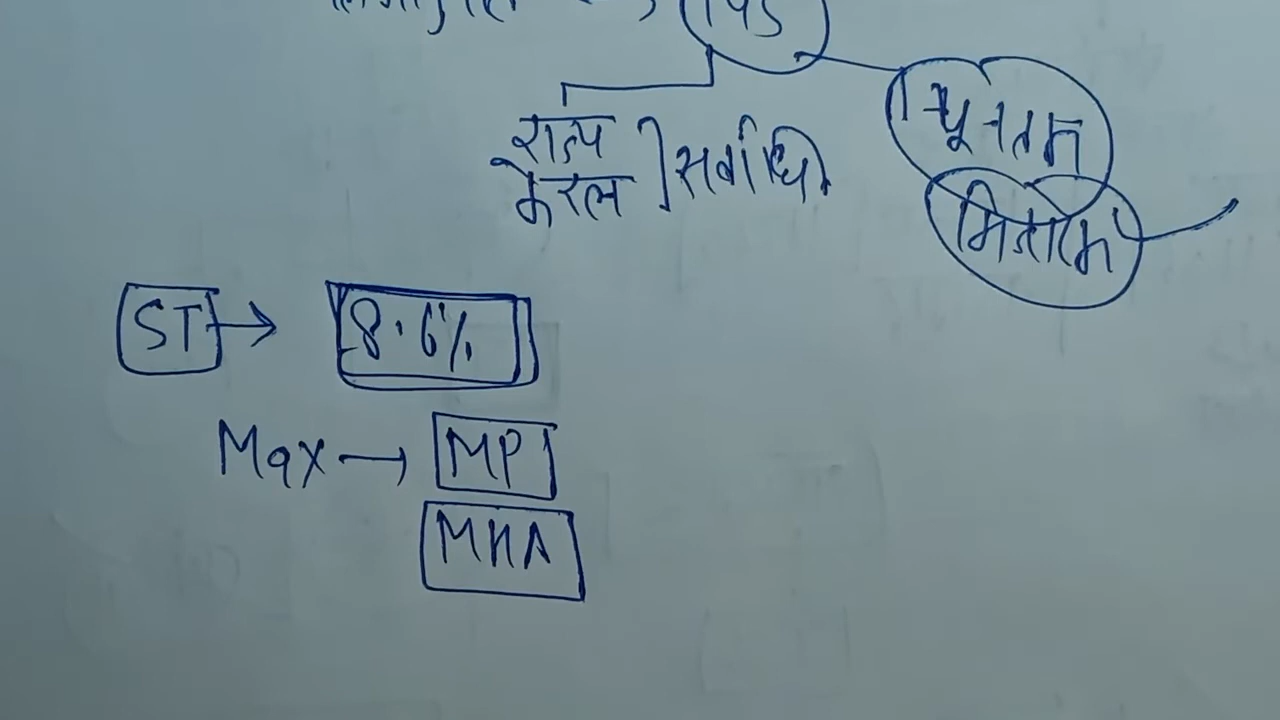 राज्य
केरल ] सर्वाधि
न्यूनतम
मिजोरम
ST → 8.6%
Max → MP
MHA